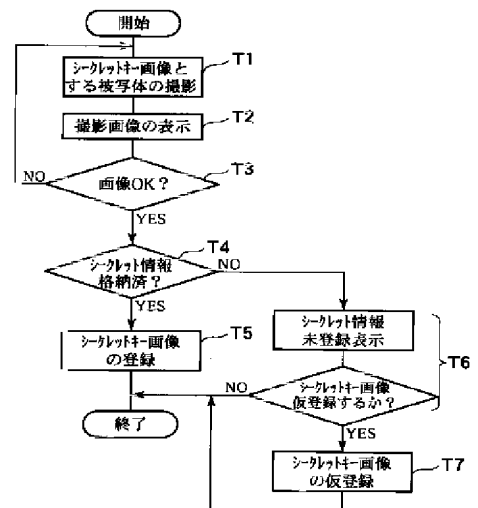 開始
シークレットキー画像と
する被写体の撮影
T1
撮影画像の表示
T2
画像OK?
T3
NO
YES
シークレット情報
格納済?
T4
NO
YES
シークレットキー画像
の登録
T5
シークレット情報
未登録表示
T6
シークレットキー画像
仮登録するか?
NO
YES
終了
シークレットキー画像
の仮登録
T7